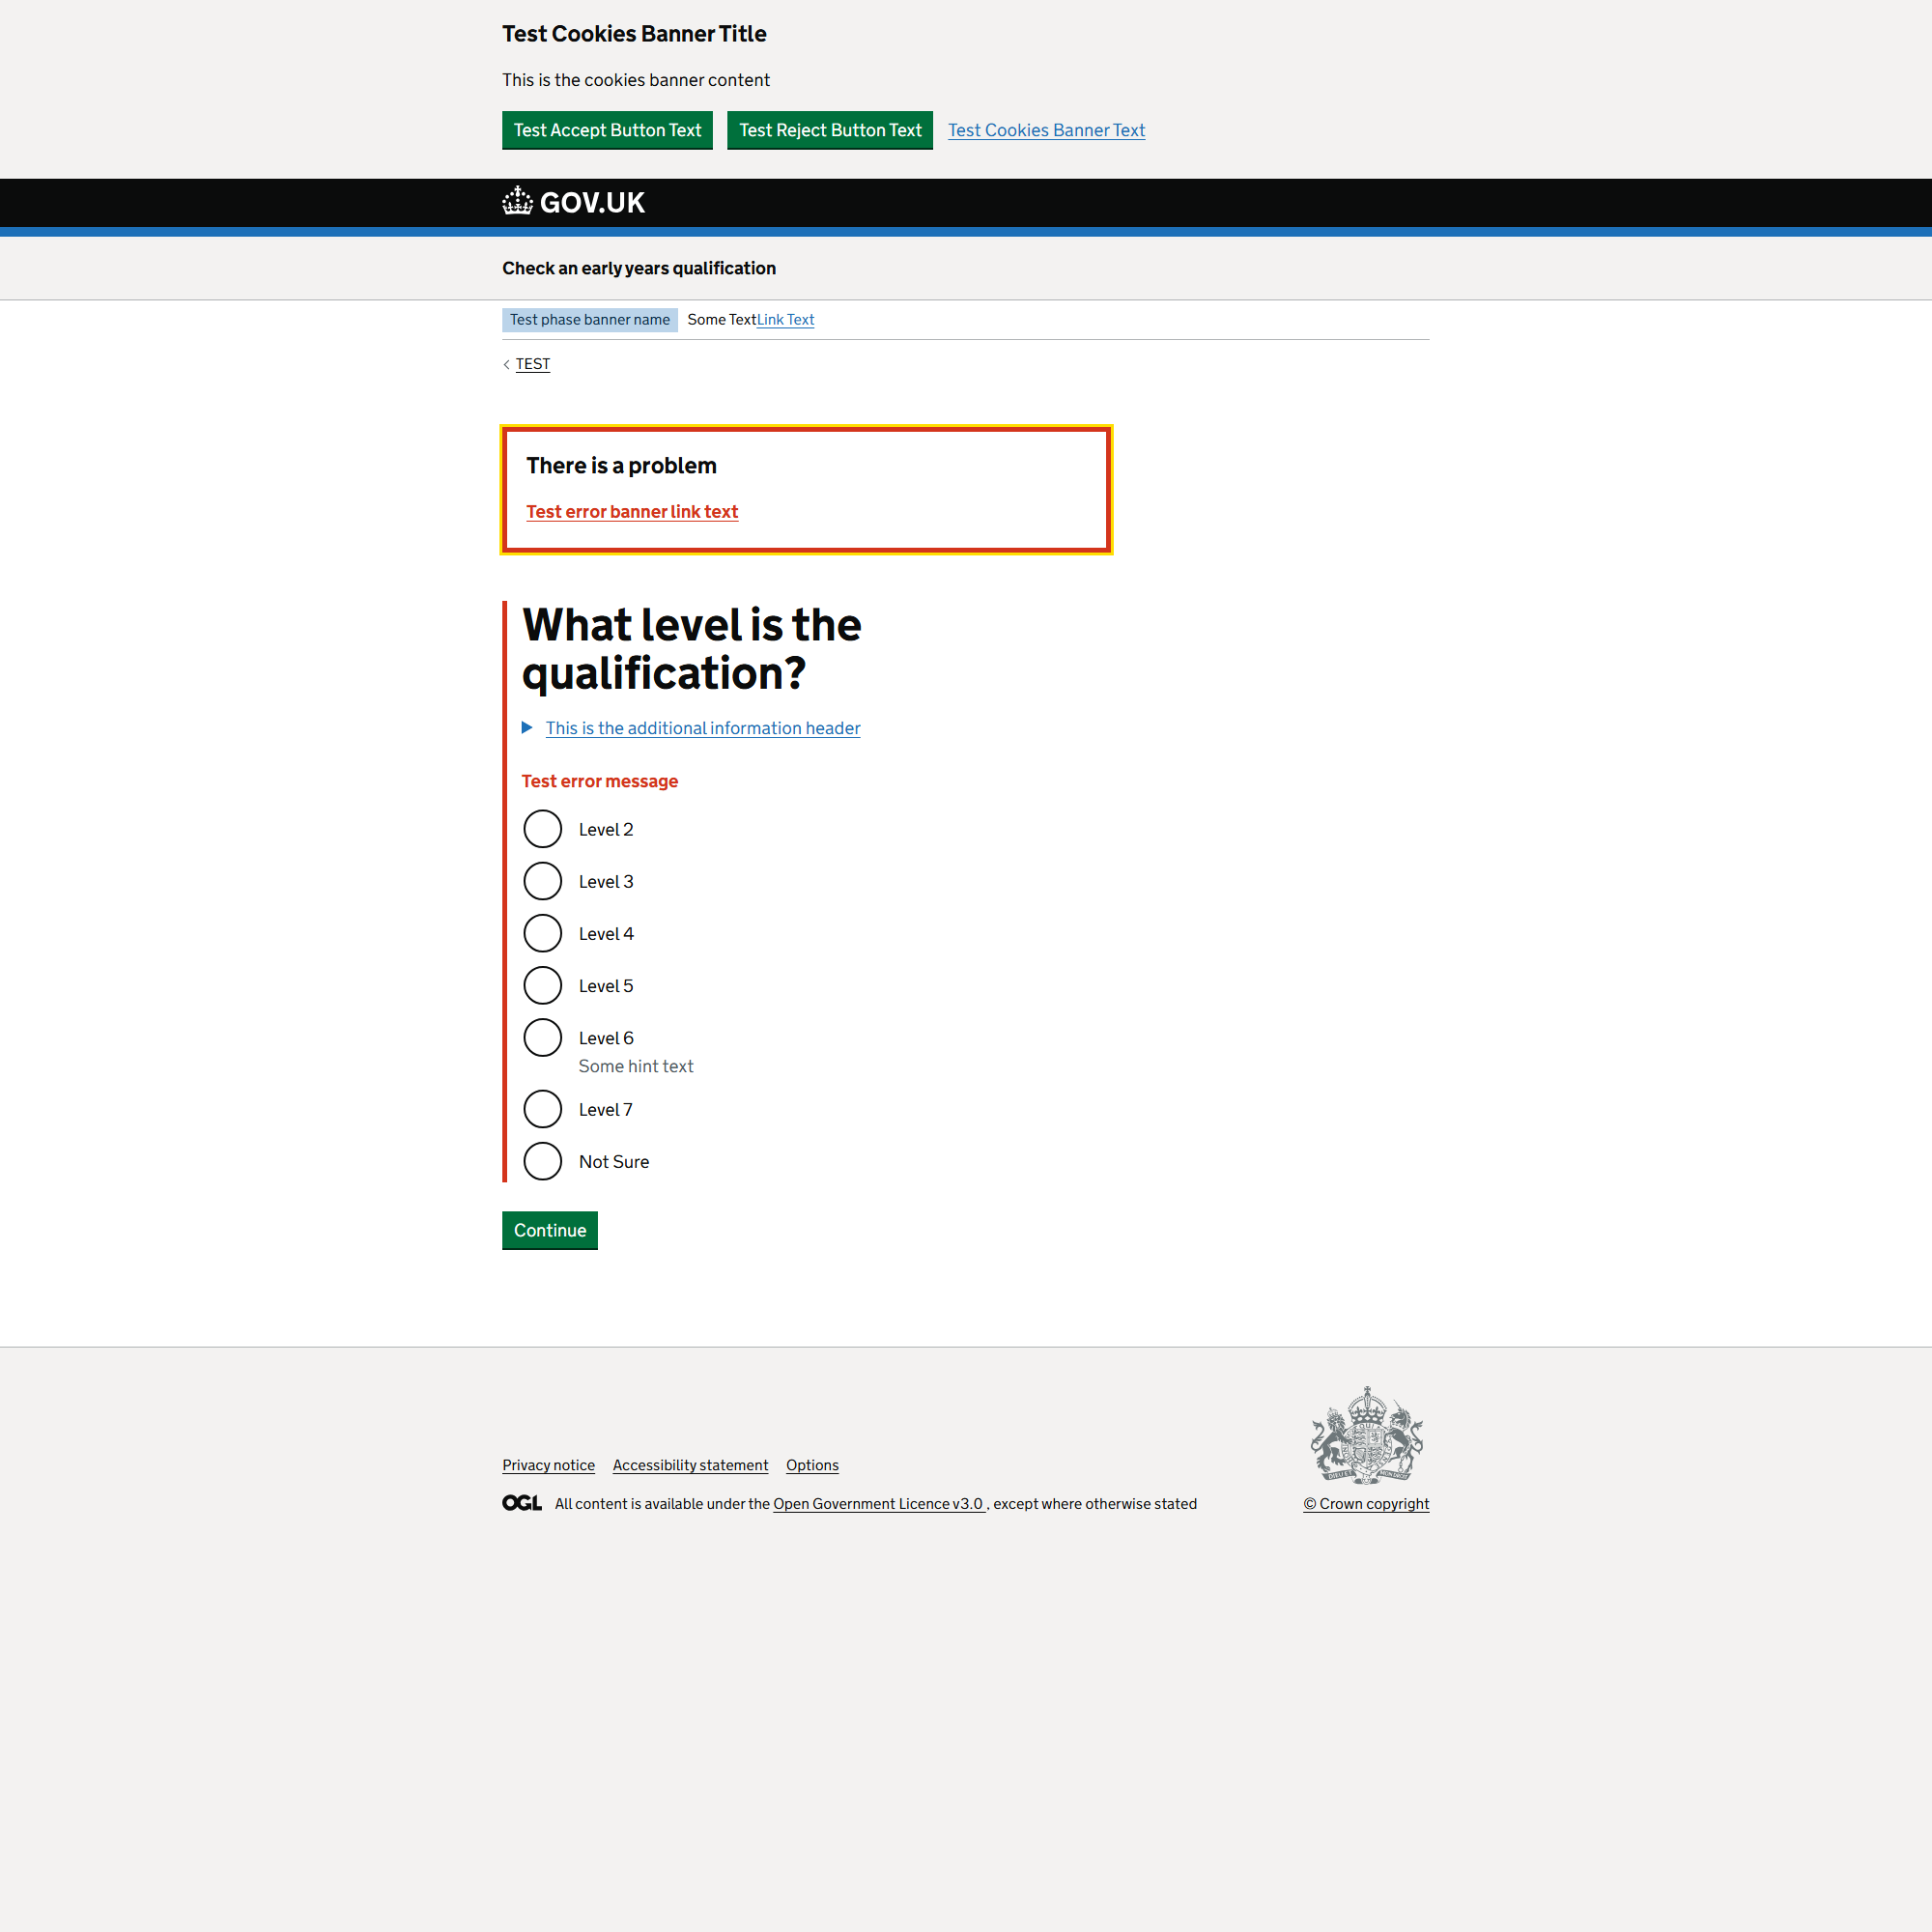 Test Cookies Banner Title
This is the cookies banner content
Test Accept Button Text Test Reject Button Text Test Cookies Banner Text
GOV.UK
Check an early years qualification
Test phase banner name Some TextLink Text
TEST
There is a problem
Test error banner link text
What level is the
qualification?
This is the additional information header
Test error message
Level 2
Level 3
Level 4
Level 5
Level 6
Some hint text
Level 7
Not Sure
Continue
Privacy notice Accessibility statement Options
OGL All content is available under the Open Government Licence v3.0 , except where otherwise stated
© Crown copyright